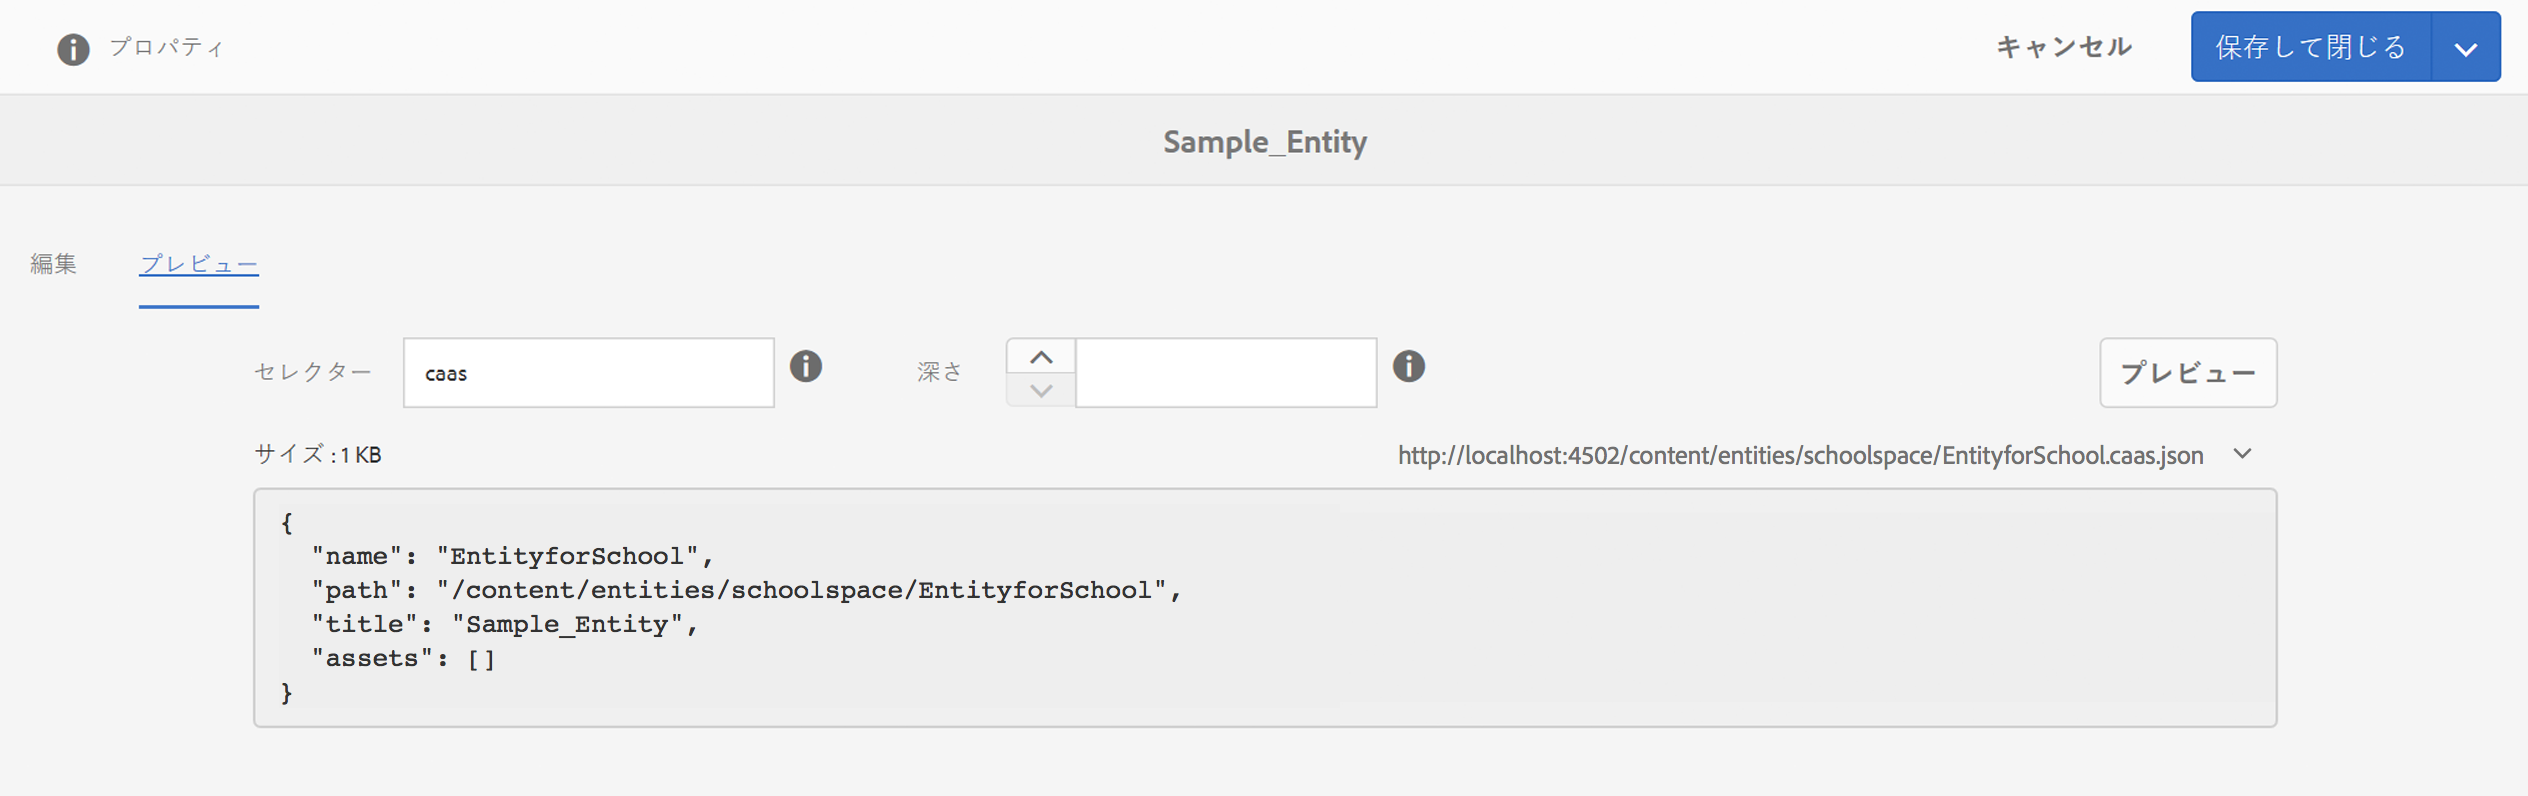 プロパティ
キャンセル
保存して閉じる
Sample_Entity
編集
プレビュー
セレクター
caas
深さ
プレビュー
サイズ : 1 KB
http://localhost:4502/content/entities/schoolspace/EntityforSchool.caas.json
{
"name": "EntityforSchool",
"path": "/content/entities/schoolspace/EntityforSchool",
"title": "Sample_Entity",
"assets": []
}